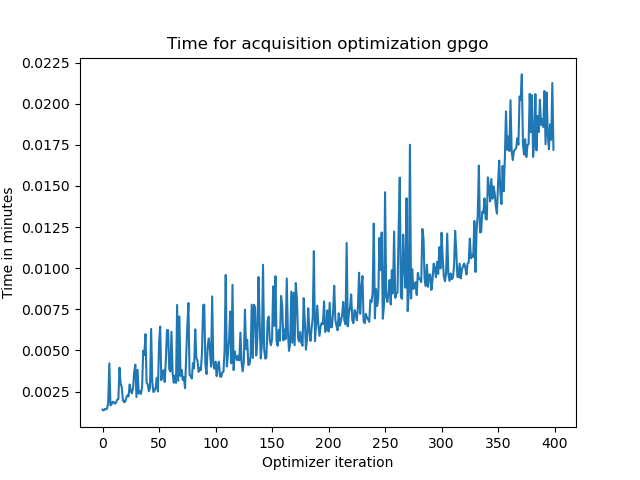 Time for acquisition optimization gpgo
0.0225
0.0200
0.0175
0.0150
0.0125
0.0100
0.0075
0.0050
0.0025
Time in minutes
0 50 100 150 200 250 300 350 400
Optimizer iteration